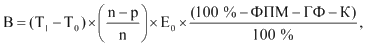 В = (T₁ – T₀) × ( (n – p) / n ) × E₀ × (100 % – ФПМ – ГФ – К) / 100 %,